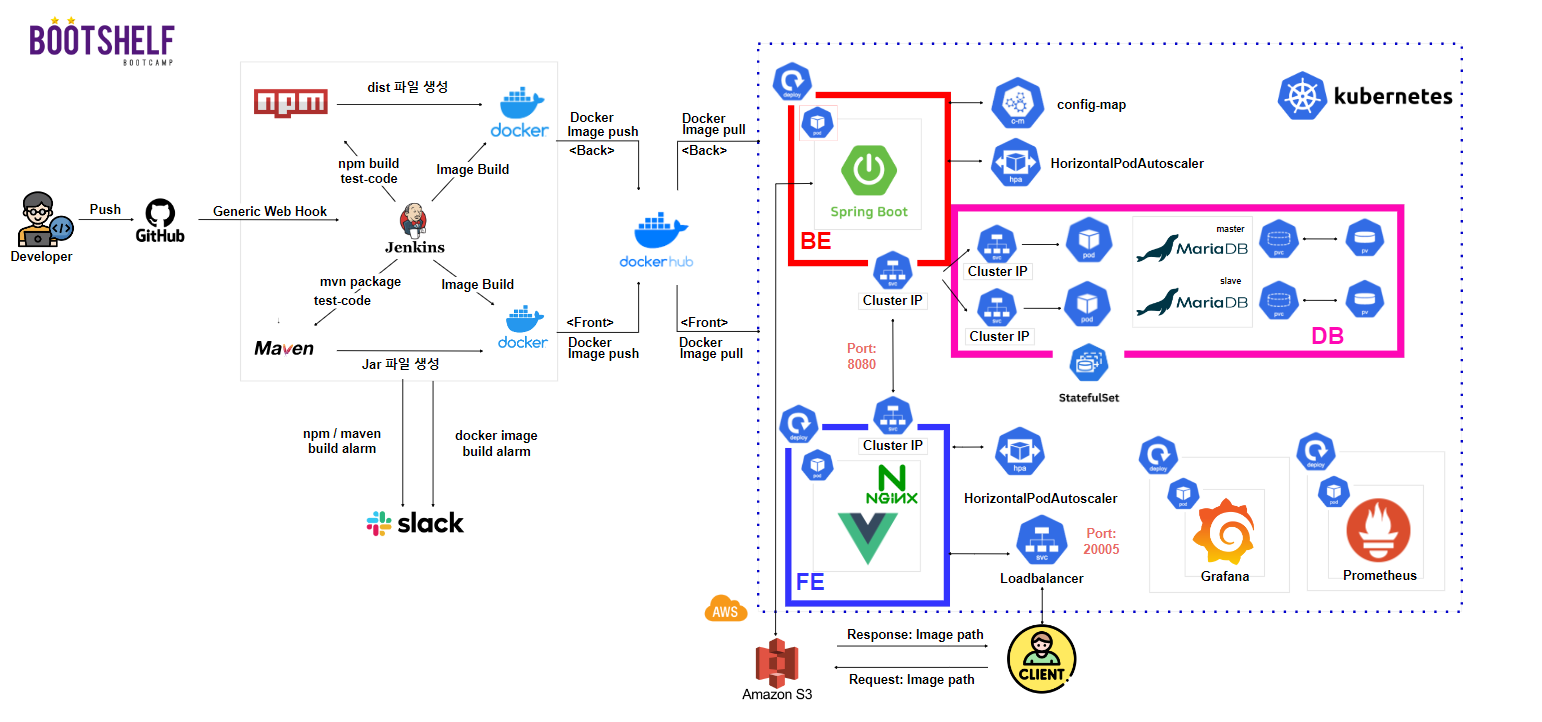 BOOTSHELF
BOOTCAMP
Developer
Push
GitHub
Generic Web Hook
npm
dist 파일 생성
docker
npm build
test-code
Image Build
Jenkins
mvn package
test-code
Image Build
Maven
Jar 파일 생성
docker
npm / maven
build alarm
docker image
build alarm
slack
Docker
Image push
<Back>
Docker
Image pull
<Back>
dockerhub
<Front>
Docker
Image push
<Front>
Docker
Image pull
kubernetes
deploy
pod
Spring Boot
BE
c-m
config-map
hpa
HorizontalPodAutoscaler
svc
Cluster IP
svc
Cluster IP
pod
master
MariaDB
pvc
pv
svc
Cluster IP
pod
slave
MariaDB
pvc
pv
DB
StatefulSet
Port:
8080
svc
Cluster IP
deploy
pod
NGINX
FE
hpa
HorizontalPodAutoscaler
svc
Loadbalancer
Port:
20005
deploy
pod
Grafana
deploy
pod
Prometheus
AWS
Amazon S3
Response: Image path
Request: Image path
CLIENT